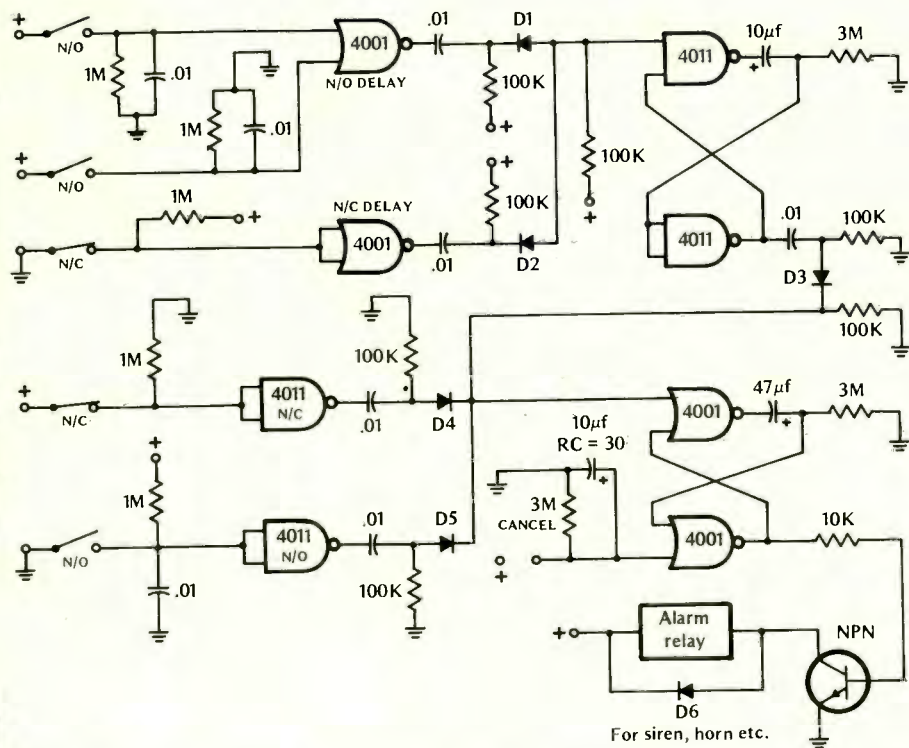 +
N/O
1M
.01
4001
N/O DELAY
.01
D1
100K
+
4011
10µf
+
3M
1M
.01
+
N/O
+
100K
100K
+
N/C DELAY
1M
+
N/C
4001
.01
D2
4011
.01
100K
D3
100K
1M
100K
+
N/C
4011
N/C
.01
D4
4001
47µf
+
3M
10µf
RC = 30
+
3M
CANCEL
+
+
1M
N/O
.01
4011
N/O
.01
D5
100K
4001
10K
+
Alarm
relay
NPN
D6
For siren, horn etc.